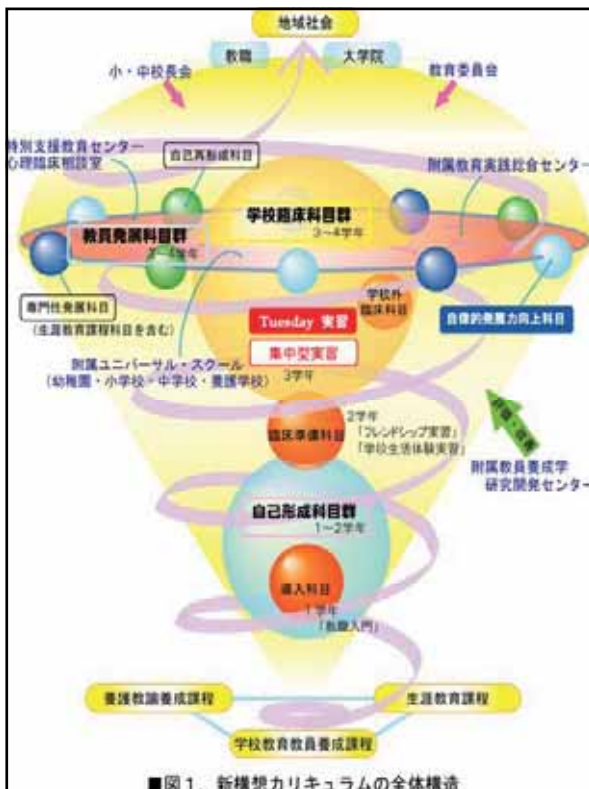 地域社会
教職
大学院
小・中校長会
教育委員会
特別支援教育センター
心理臨床相談室
自己再形成科目
附属教育実践総合センター
学校臨床科目群
3〜4学年
教員発展科目群
3〜4学年
学校外
臨床科目
専門性発展科目
(生涯教育課程科目を含む)
Tuesday 実習
自律的発展力向上科目
集中型実習
3学年
附属ユニバーサル・スクール
(幼稚園・小学校・中学校・養護学校)
臨床準備科目
2学年
「フレンドシップ実習」
「学校生活体験実習」
附属教員養成学
研究開発センター
自己形成科目群
1〜2学年
導入科目
1学年
「教職入門」
養護教諭養成課程
生涯教育課程
学校教育教員養成課程
■図1．新構想カリキュラムの全体構造